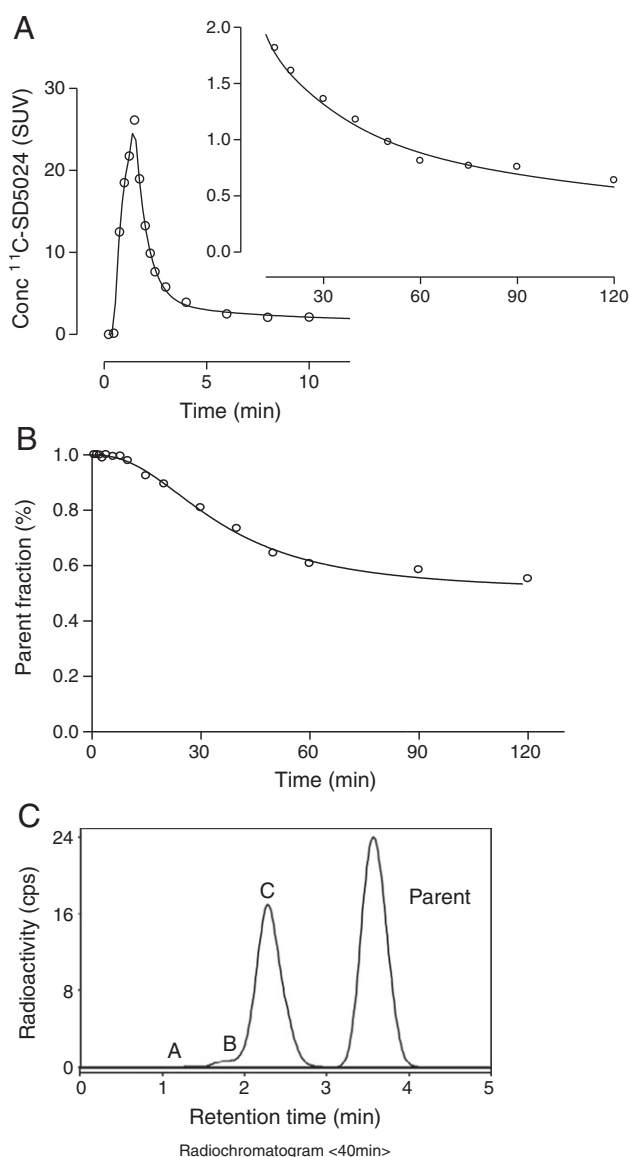 A
Conc ¹¹C-SD5024 (SUV)
30
20
10
0
0 5 10
Time (min)
2.0
1.5
1.0
0.5
0.0
30 60 90 120
B
Parent fraction (%)
1.0
0.8
0.6
0.4
0.2
0.0
0 30 60 90 120
Time (min)
C
Radioactivity (cps)
24
16
8
0
A B C Parent
0 1 2 3 4 5
Retention time (min)
Radiochromatogram <40min>